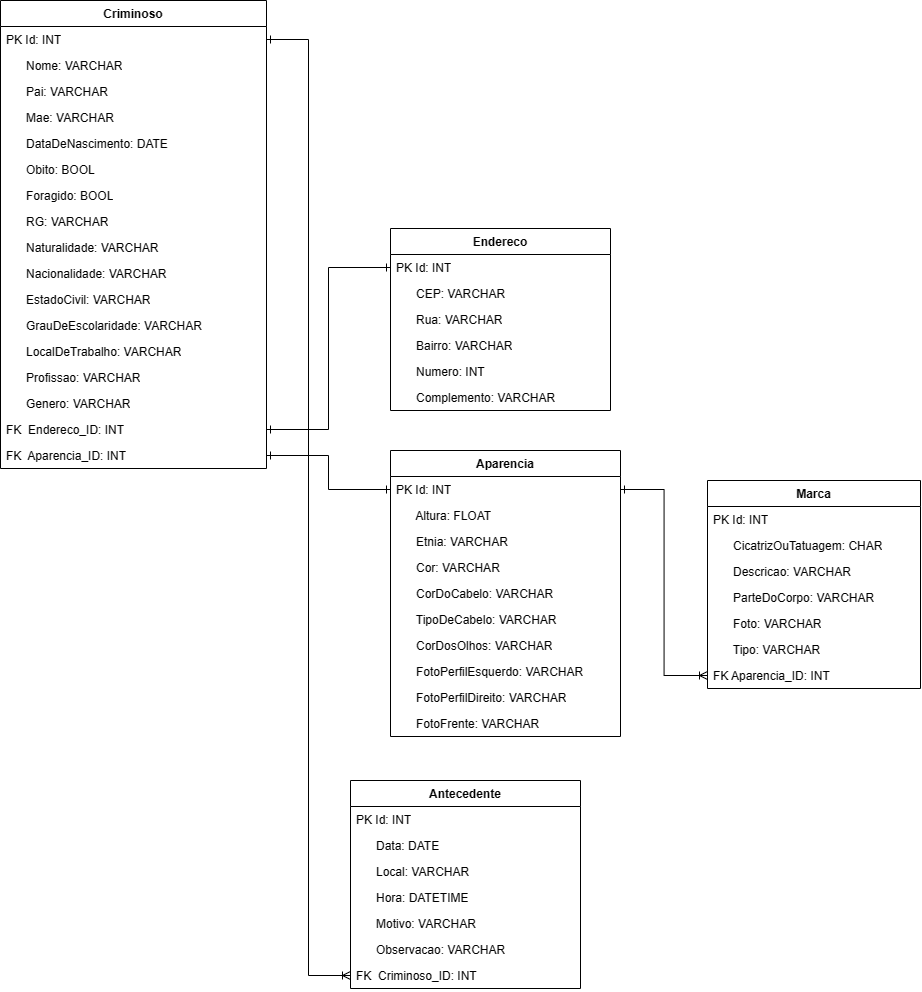 Criminoso
PK Id: INT
Nome: VARCHAR
Pai: VARCHAR
Mae: VARCHAR
DataDeNascimento: DATE
Obito: BOOL
Foragido: BOOL
RG: VARCHAR
Naturalidade: VARCHAR
Nacionalidade: VARCHAR
EstadoCivil: VARCHAR
GrauDeEscolaridade: VARCHAR
LocalDeTrabalho: VARCHAR
Profissao: VARCHAR
Genero: VARCHAR
FK Endereco_ID: INT
FK Aparencia_ID: INT
Endereco
PK Id: INT
CEP: VARCHAR
Rua: VARCHAR
Bairro: VARCHAR
Numero: INT
Complemento: VARCHAR
Aparencia
PK Id: INT
Altura: FLOAT
Etnia: VARCHAR
Cor: VARCHAR
CorDoCabelo: VARCHAR
TipoDeCabelo: VARCHAR
CorDosOlhos: VARCHAR
FotoPerfilEsquerdo: VARCHAR
FotoPerfilDireito: VARCHAR
FotoFrente: VARCHAR
Marca
PK Id: INT
CicatrizOuTatuagem: CHAR
Descricao: VARCHAR
ParteDoCorpo: VARCHAR
Foto: VARCHAR
Tipo: VARCHAR
FK Aparencia_ID: INT
Antecedente
PK Id: INT
Data: DATE
Local: VARCHAR
Hora: DATETIME
Motivo: VARCHAR
Observacao: VARCHAR
FK Criminoso_ID: INT